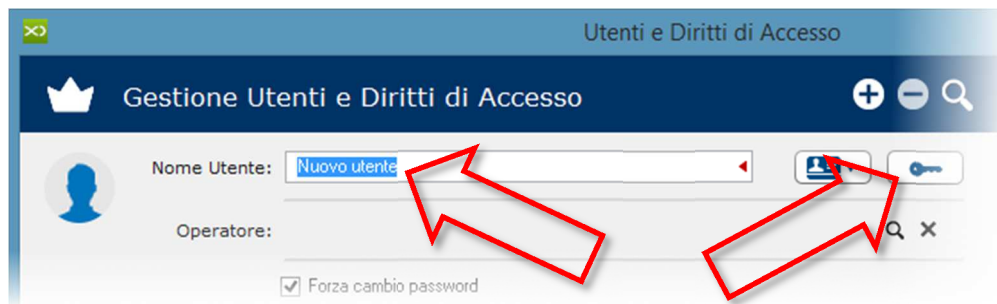 Utenti e Diritti di Accesso
Gestione Utenti e Diritti di Accesso
Nome Utente: Nuovo utente
Operatore:
Forza cambio password